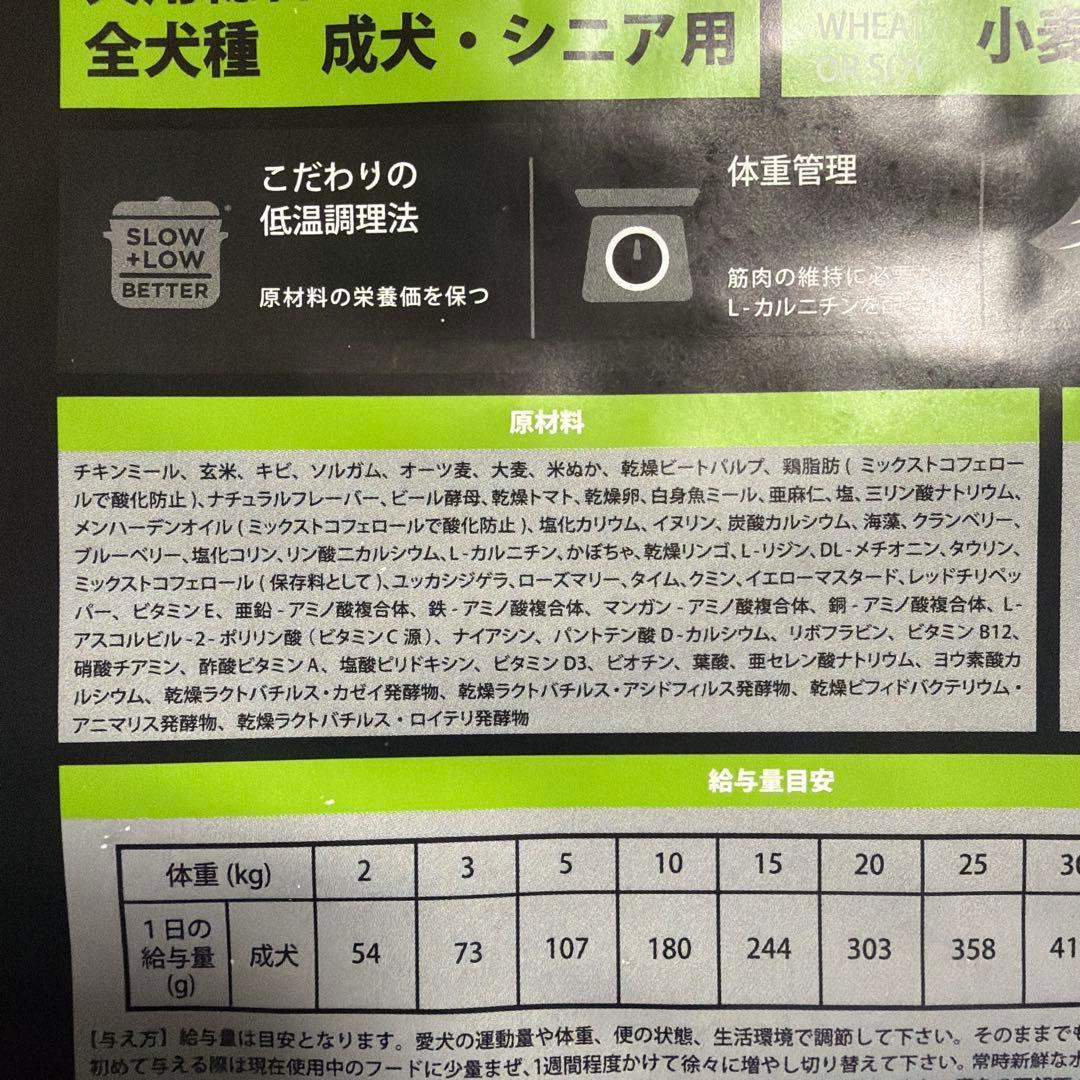 全犬種 成犬・シニア用
WHEAT
OR SOY
小麦
こだわりの
低温調理法
原材料の栄養価を保つ
SLOW
+LOW
BETTER
体重管理
筋肉の維持に必要
L-カルニチンを
原材料
チキンミール、玄米、キビ、ソルガム、オーツ麦、大麦、米ぬか、乾燥ビートパルプ、鶏脂肪 ( ミックストコフェロー
ルで酸化防止 )、ナチュラルフレーバー、ビール酵母、乾燥トマト、乾燥卵、白身魚ミール、亜麻仁、塩、三リン酸ナトリウム、
メンハーデンオイル ( ミックストコフェロールで酸化防止 )、塩化カリウム、イヌリン、炭酸カルシウム、海藻、クランベリー、
ブルーベリー、塩化コリン、リン酸二カルシウム、L-カルニチン、かぼちゃ、乾燥リンゴ、L-リジン、DL-メチオニン、タウリン、
ミックストコフェロール ( 保存料として )、ユッカシジゲラ、ローズマリー、タイム、クミン、イエローマスタード、レッドチリペッ
パー、ビタミン E、亜鉛 - アミノ酸複合体、鉄 - アミノ酸複合体、マンガン - アミノ酸複合体、銅 - アミノ酸複合体、L-
アスコルビル -2- ポリリン酸（ビタミン C 源）、ナイアシン、パントテン酸 D-カルシウム、リボフラビン、ビタミン B12、
硝酸チアミン、酢酸ビタミン A、塩酸ピリドキシン、ビタミン D3、ビオチン、葉酸、亜セレン酸ナトリウム、ヨウ素酸カ
ルシウム、乾燥ラクトバチルス・カゼイ発酵物、乾燥ラクトバチルス・アシドフィルス発酵物、乾燥ビフィドバクテリウム・
アニマリス発酵物、乾燥ラクトバチルス・ロイテリ発酵物
給与量目安
体重 (kg) 2 3 5 10 15 20 25
1日の
給与量
(g)
成犬 54 73 107 180 244 303 358
【与え方】給与量は目安となります。愛犬の運動量や体重、便の状態、生活環境で調節して下さい。そのままでも
初めて与える際は現在使用中のフードに少量まぜ、1週間程度かけて徐々に増やし切り替えて下さい。常時新鮮な水